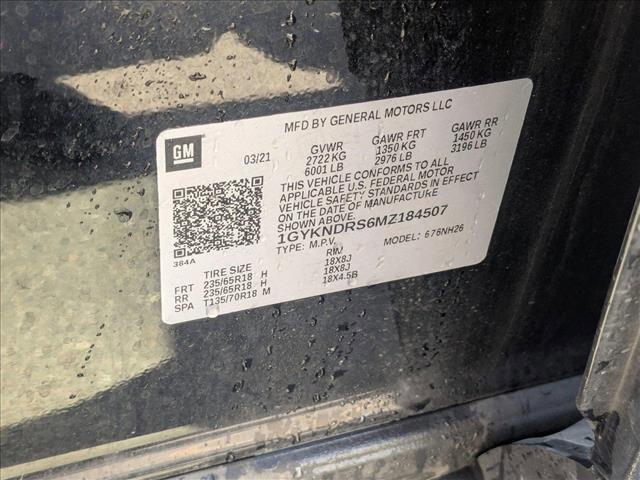 MFD BY GENERAL MOTORS LLC
GM
03/21
GVWR GAWR FRT GAWR RR
2722 KG 1350 KG 1450 KG
6001 LB 2976 LB 3196 LB
THIS VEHICLE CONFORMS TO ALL
APPLICABLE U.S. FEDERAL MOTOR
VEHICLE SAFETY STANDARDS IN EFFECT
ON THE DATE OF MANUFACTURE
SHOWN ABOVE.
1GYKNDRS6MZ184507
TYPE: M.P.V. MODEL: 676NH26
384A
TIRE SIZE RIM
FRT 235/65R18 H 18X8J
RR 235/65R18 H 18X8J
SPA T135/70R18 M 18X4.5B